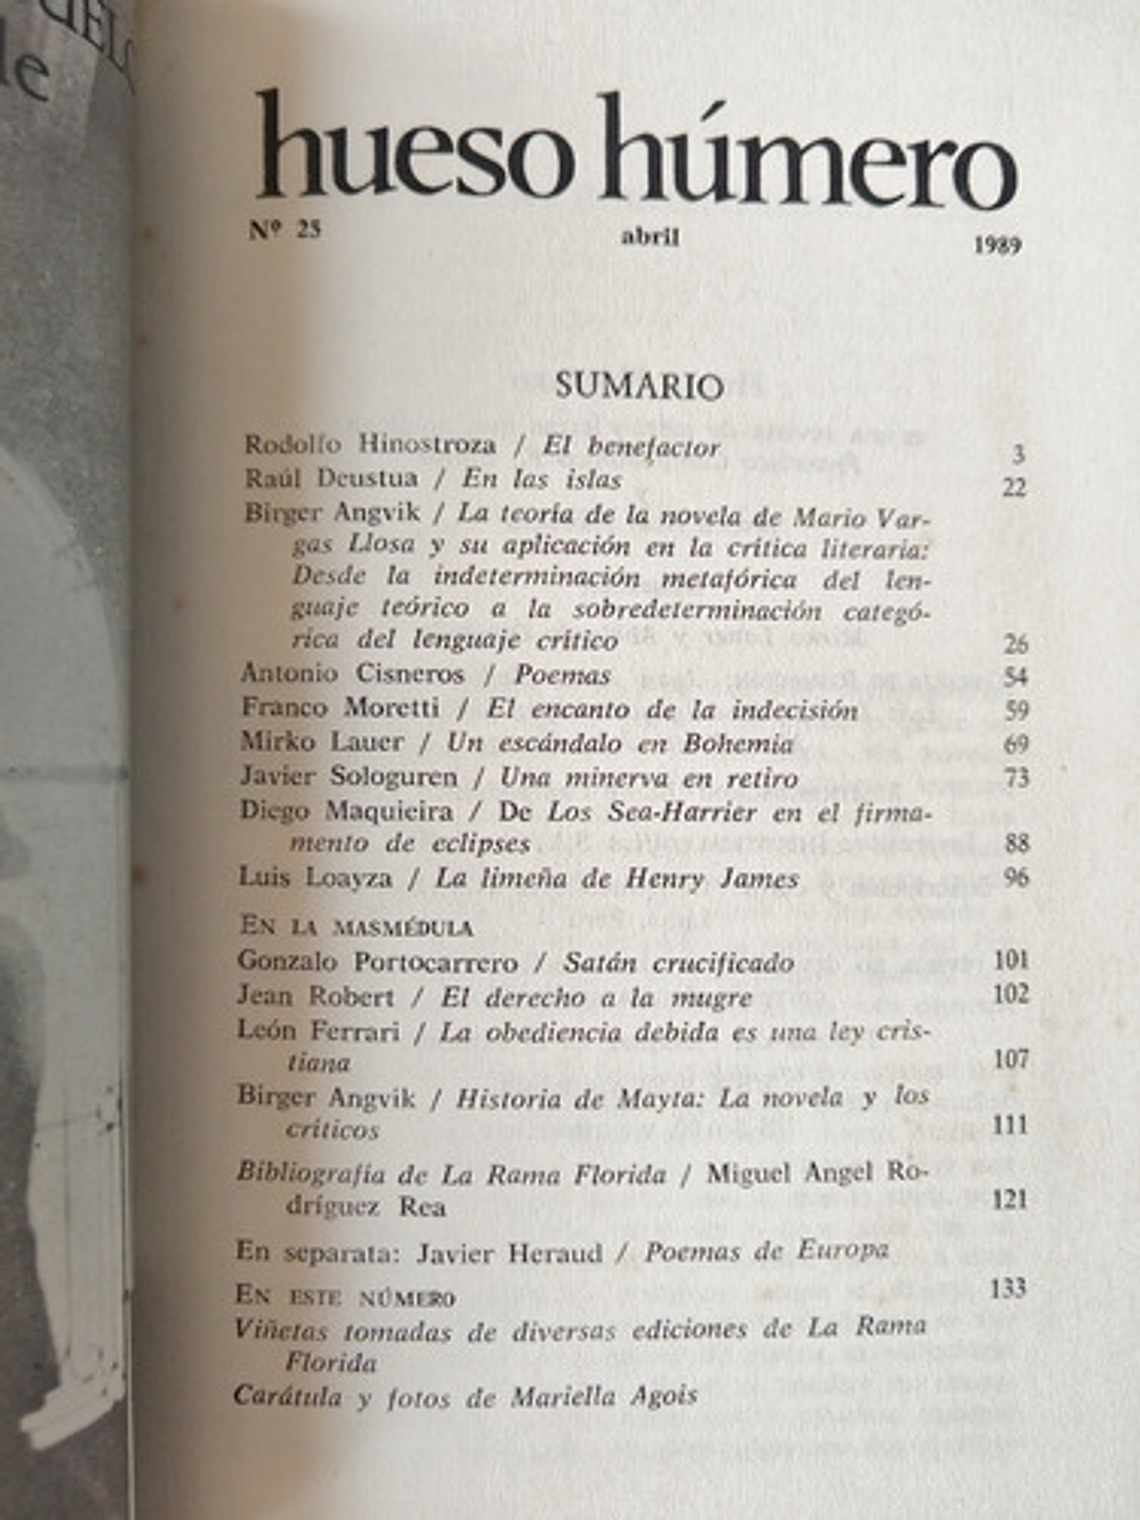 hueso húmero
Nº 25 abril 1989
SUMARIO
Rodolfo Hinostroza / El benefactor 3
Raúl Deustua / En las islas 22
Birger Angvik / La teoría de la novela de Mario Var-
gas Llosa y su aplicación en la crítica literaria:
Desde la indeterminación metafórica del len-
guaje teórico a la sobredeterminación categó-
rica del lenguaje crítico 26
Antonio Cisneros / Poemas 54
Franco Moretti / El encanto de la indecisión 59
Mirko Lauer / Un escándalo en Bohemia 69
Javier Sologuren / Una minerva en retiro 73
Diego Maquieira / De Los Sea-Harrier en el firma-
mento de eclipses 88
Luis Loayza / La limeña de Henry James 96
EN LA MASMÉDULA
Gonzalo Portocarrero / Satán crucificado 101
Jean Robert / El derecho a la mugre 102
León Ferrari / La obediencia debida es una ley cris-
tiana 107
Birger Angvik / Historia de Mayta: La novela y los
críticos 111
Bibliografía de La Rama Florida / Miguel Angel Ro-
dríguez Rea 121
En separata: Javier Heraud / Poemas de Europa
EN ESTE NÚMERO 133
Viñetas tomadas de diversas ediciones de La Rama
Florida
Carátula y fotos de Mariella Agois